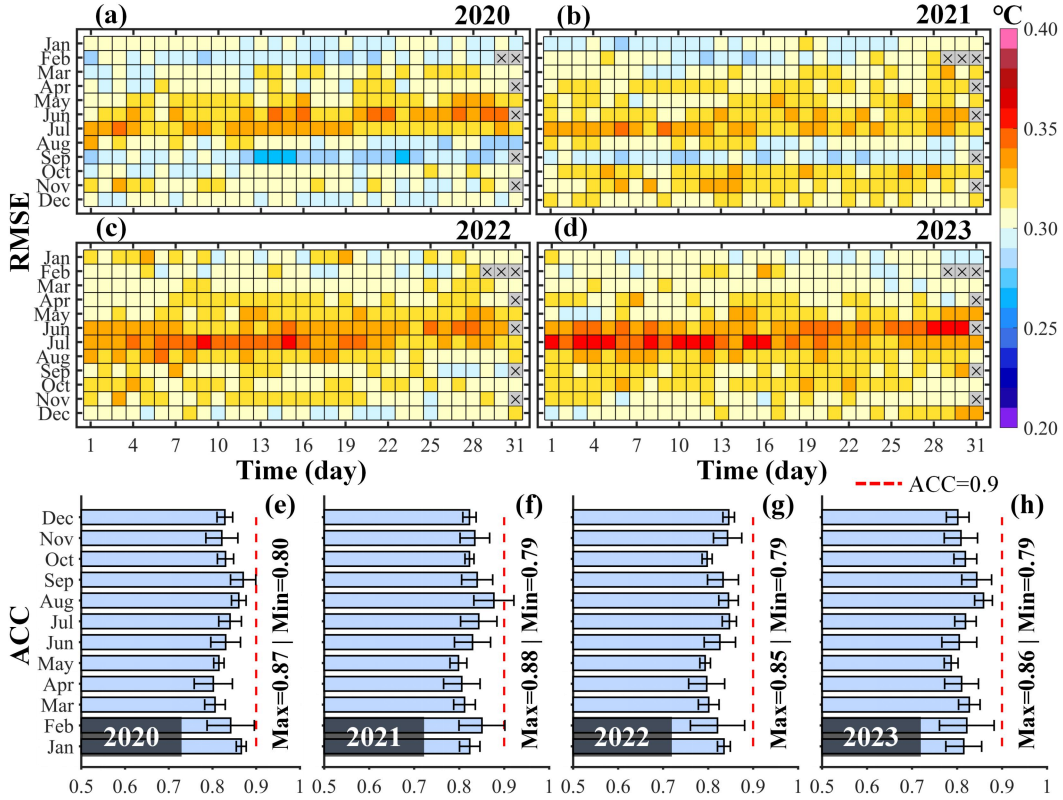 (a) 2020 (b) 2021 °C
Jan
Feb
Mar
Apr
May
Jun
Jul
Aug
Sep
Oct
Nov
Dec
0.40
0.35
0.30
0.25
0.20
RMSE
(c) 2022 (d) 2023
Jan
Feb
Mar
Apr
May
Jun
Jul
Aug
Sep
Oct
Nov
Dec
1 4 7 10 13 16 19 22 25 28 31 1 4 7 10 13 16 19 22 25 28 31
Time (day) Time (day)
ACC=0.9
(e) (f) (g) (h)
ACC
Dec
Nov
Oct
Sep
Aug
Jul
Jun
May
Apr
Mar
Feb
Jan
Max=0.87 | Min=0.80
Max=0.88 | Min=0.79
Max=0.85 | Min=0.79
Max=0.86 | Min=0.79
2020 2021 2022 2023
0.5 0.6 0.7 0.8 0.9 1 0.5 0.6 0.7 0.8 0.9 1 0.5 0.6 0.7 0.8 0.9 1 0.5 0.6 0.7 0.8 0.9 1